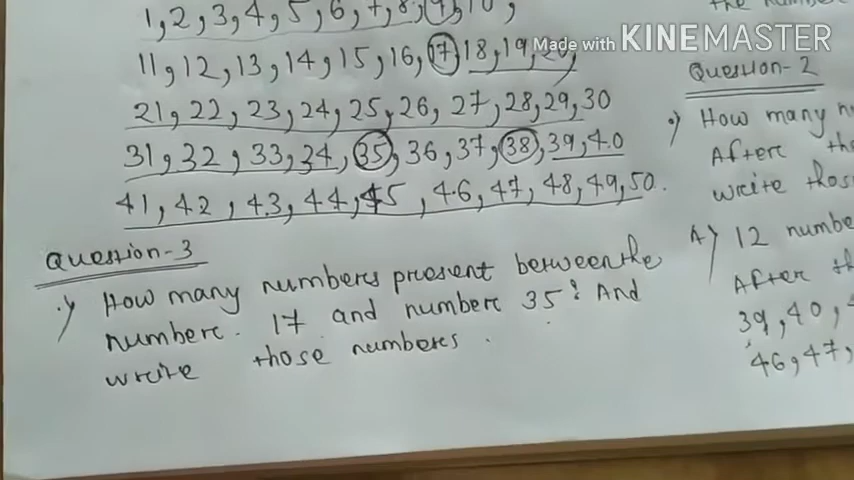 1,2,3,4,5,6,7,8,9,10,
11,12,13,14,15,16,17,18,19,20,
21,22,23,24,25,26,27,28,29,30
31,32,33,34,35,36,37,38,39,40
41,42,43,44,45,46,47,48,49,50.
Question-3
How many numbers present between the
number. 17 and number 35? And
write those numbers.
Made with KINEMASTER
the
Question-2
How many
After
write
A) 12
After
39,40,
46,47,